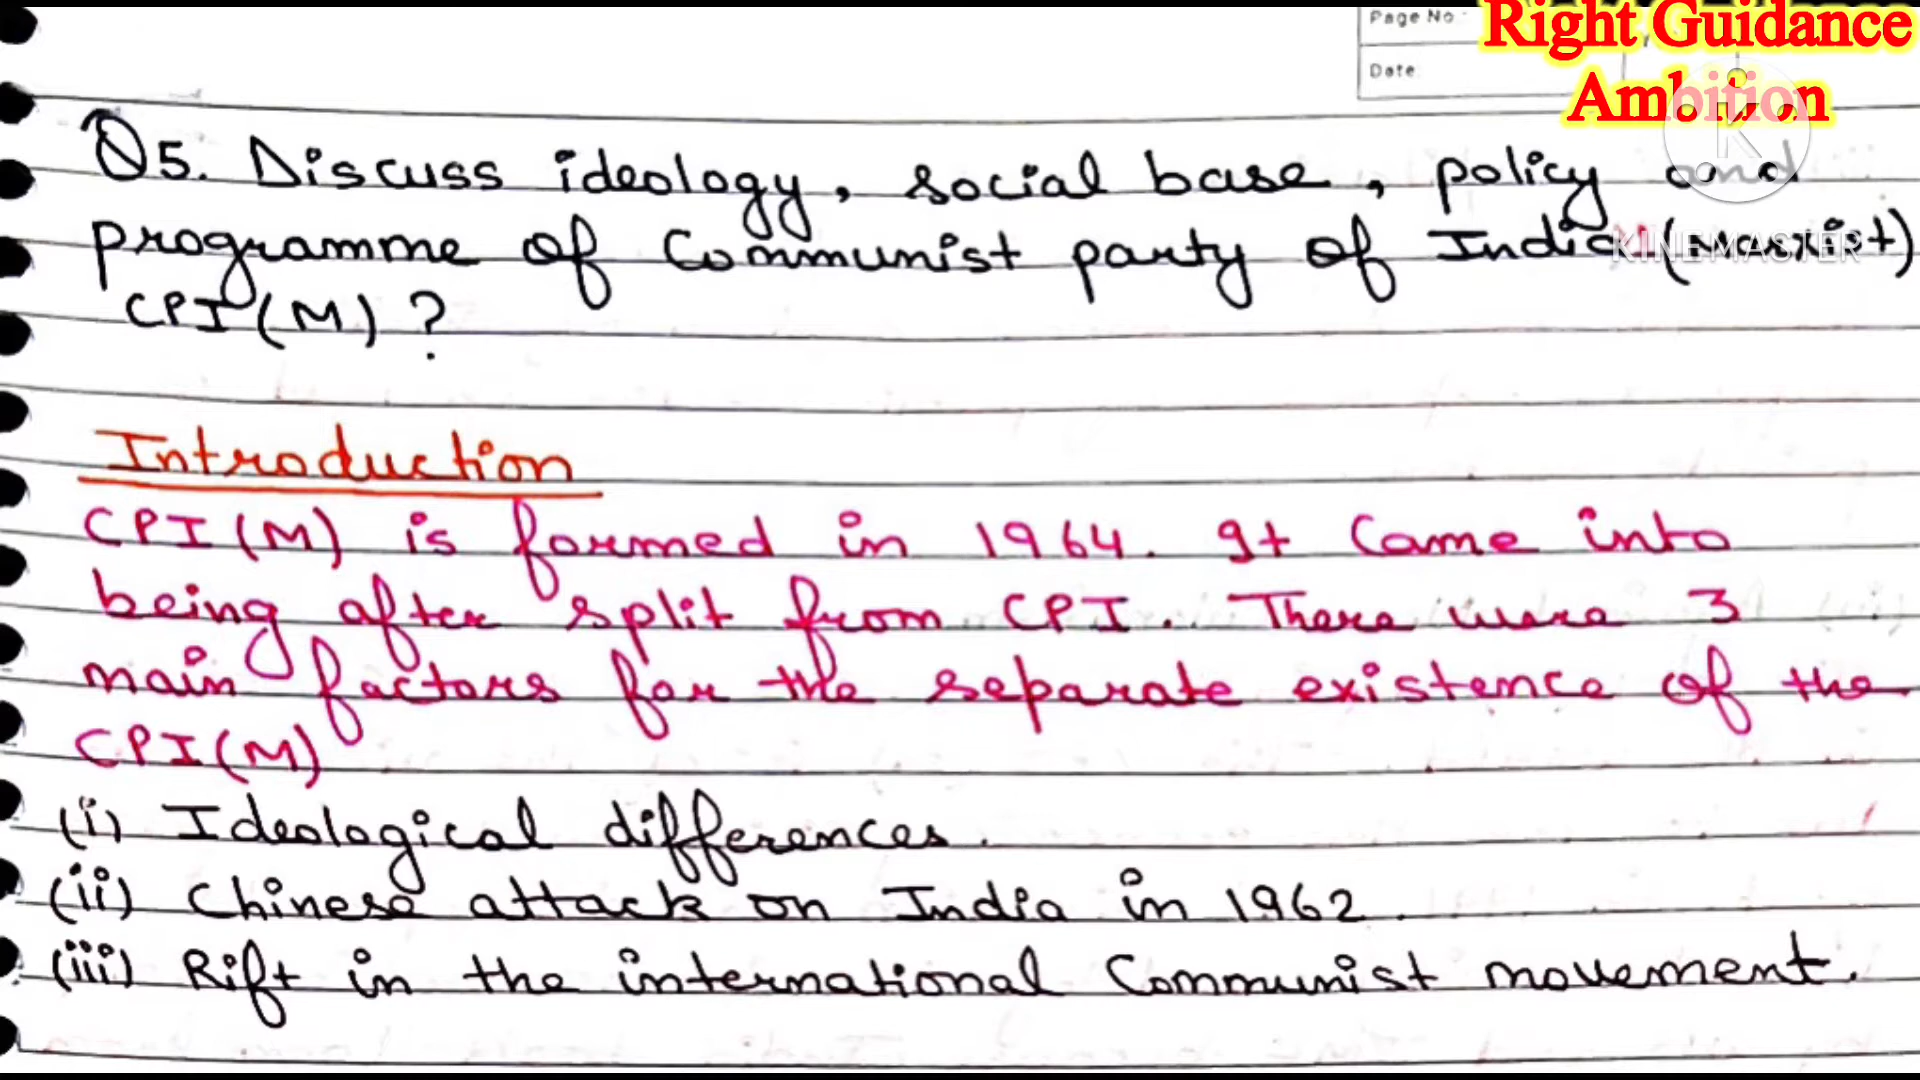 Page No.
Date:
Right Guidance
Ambition
Q5. Discuss ideology, social base, policy and
programme of Communist party of India (Marxist)
CPI(M)?
KINEMASTER
Introduction
CPI(M) is formed in 1964. It came into
being after split from CPI. There were 3
main factors for the separate existence of the
CPI(M)
(i) Ideological differences.
(ii) Chinese attack on India in 1962.
(iii) Rift in the international Communist movement.